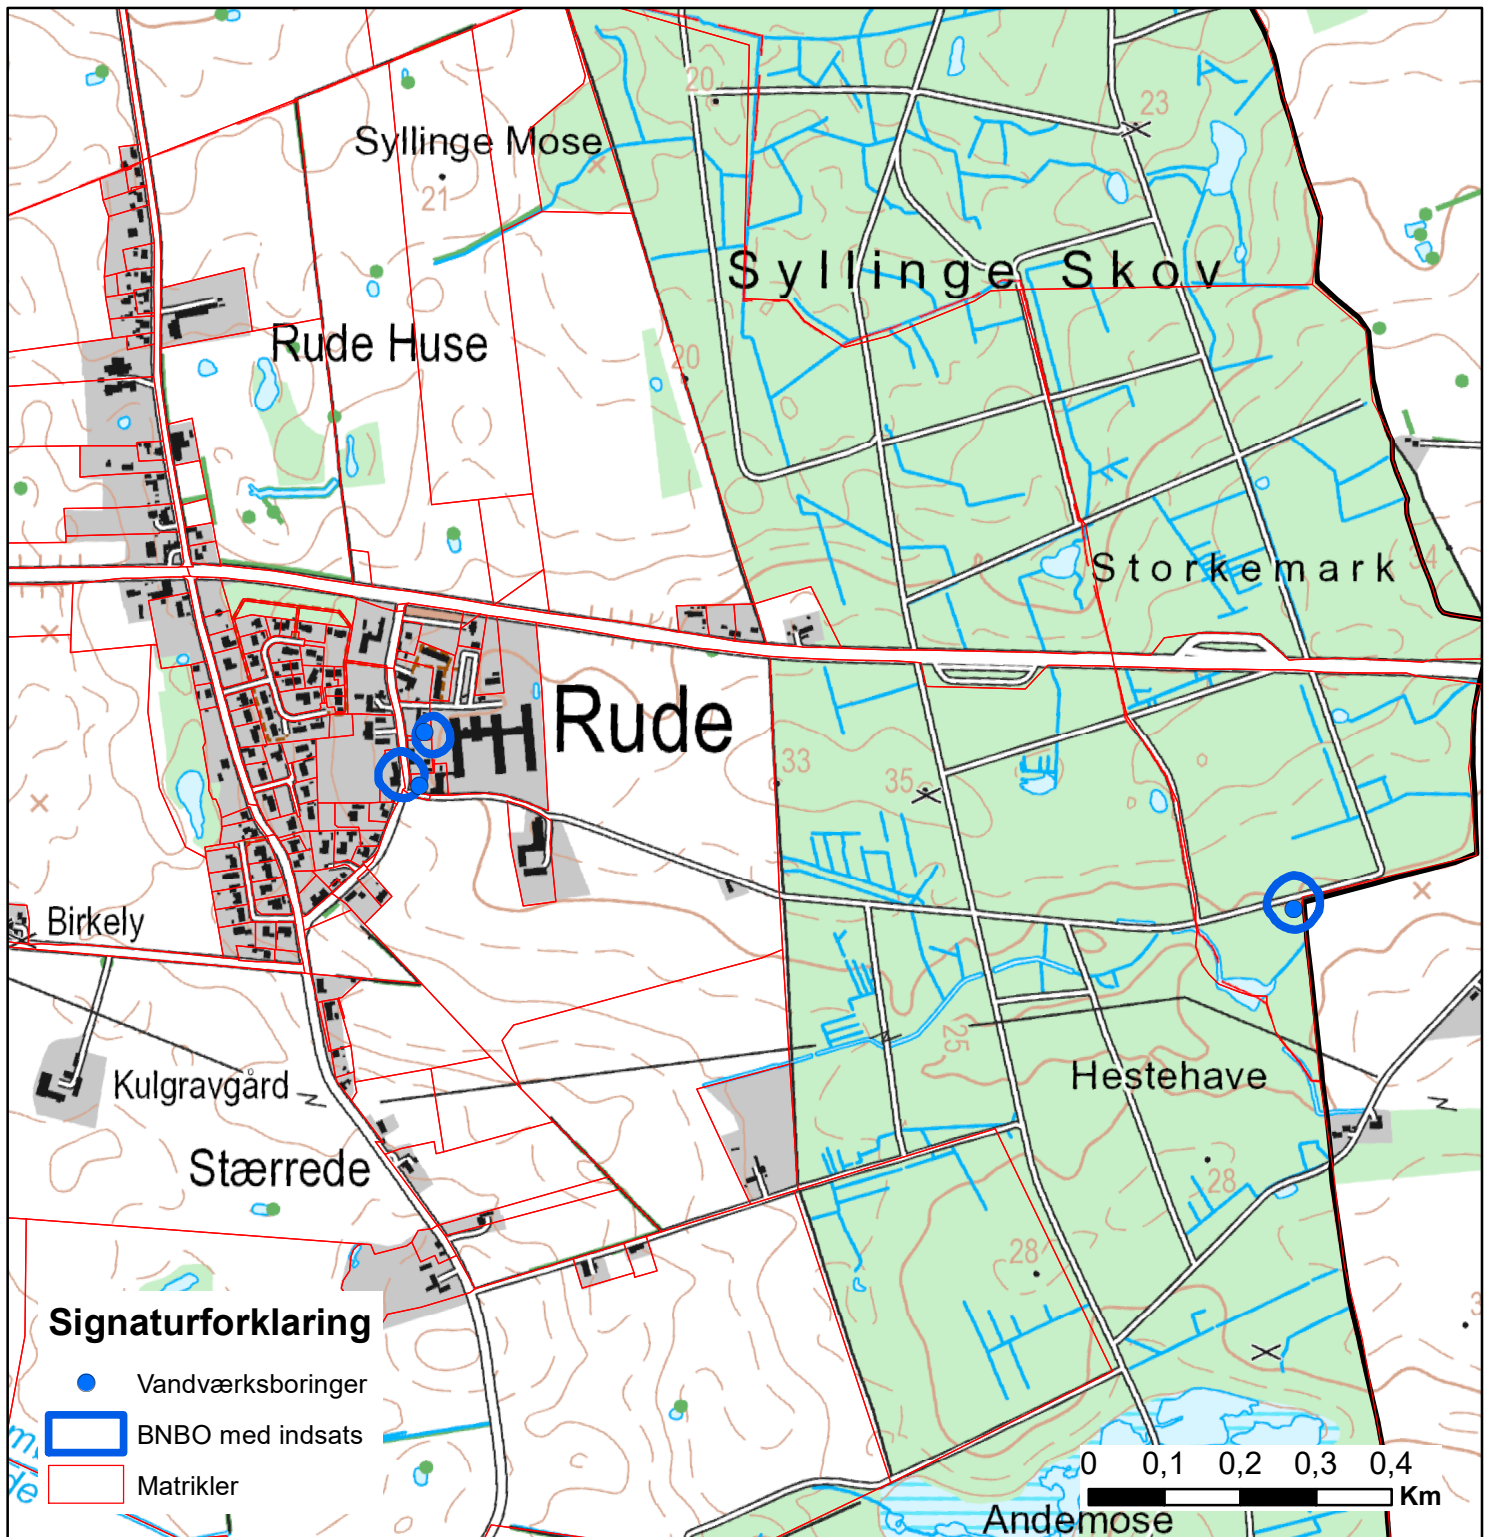 20
23
Syllinge Mose
21
Syllinge Skov
Rude Huse
20
Storkemark
34
Rude
33
35
Birkely
25
Kulgravgård
Hestehave
Stærrede
28
28
Signaturforklaring
Vandværksboringer
BNBO med indsats
Matrikler
0 0,1 0,2 0,3 0,4
Km
Andemose